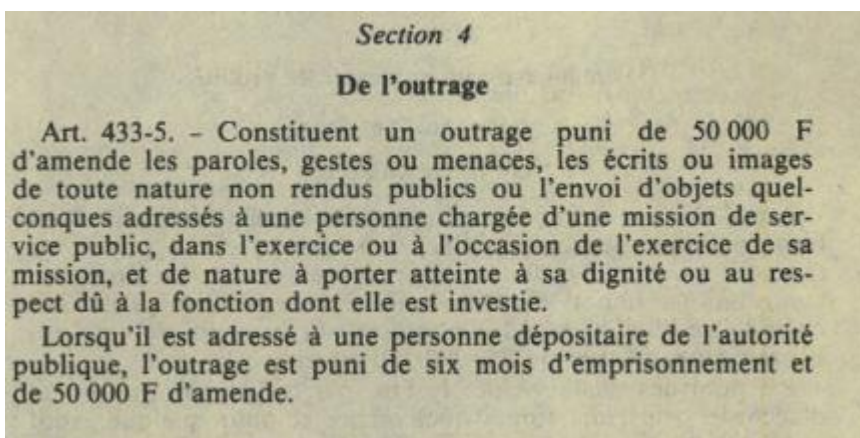 Section 4
De l'outrage
Art. 433-5. – Constituent un outrage puni de 50 000 F
d'amende les paroles, gestes ou menaces, les écrits ou images
de toute nature non rendus publics ou l'envoi d'objets quel-
conques adressés à une personne chargée d'une mission de ser-
vice public, dans l'exercice ou à l'occasion de l'exercice de sa
mission, et de nature à porter atteinte à sa dignité ou au res-
pect dû à la fonction dont elle est investie.
Lorsqu'il est adressé à une personne dépositaire de l'autorité
publique, l'outrage est puni de six mois d'emprisonnement et
de 50 000 F d'amende.